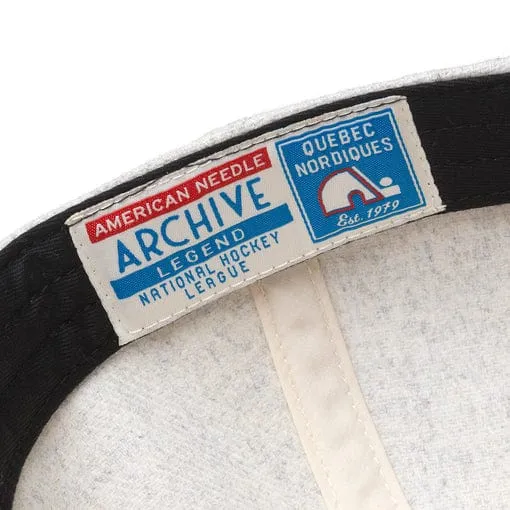 AMERICAN NEEDLE
ARCHIVE
LEGEND
NATIONAL HOCKEY
LEAGUE
QUEBEC
NORDIQUES
Est. 1979